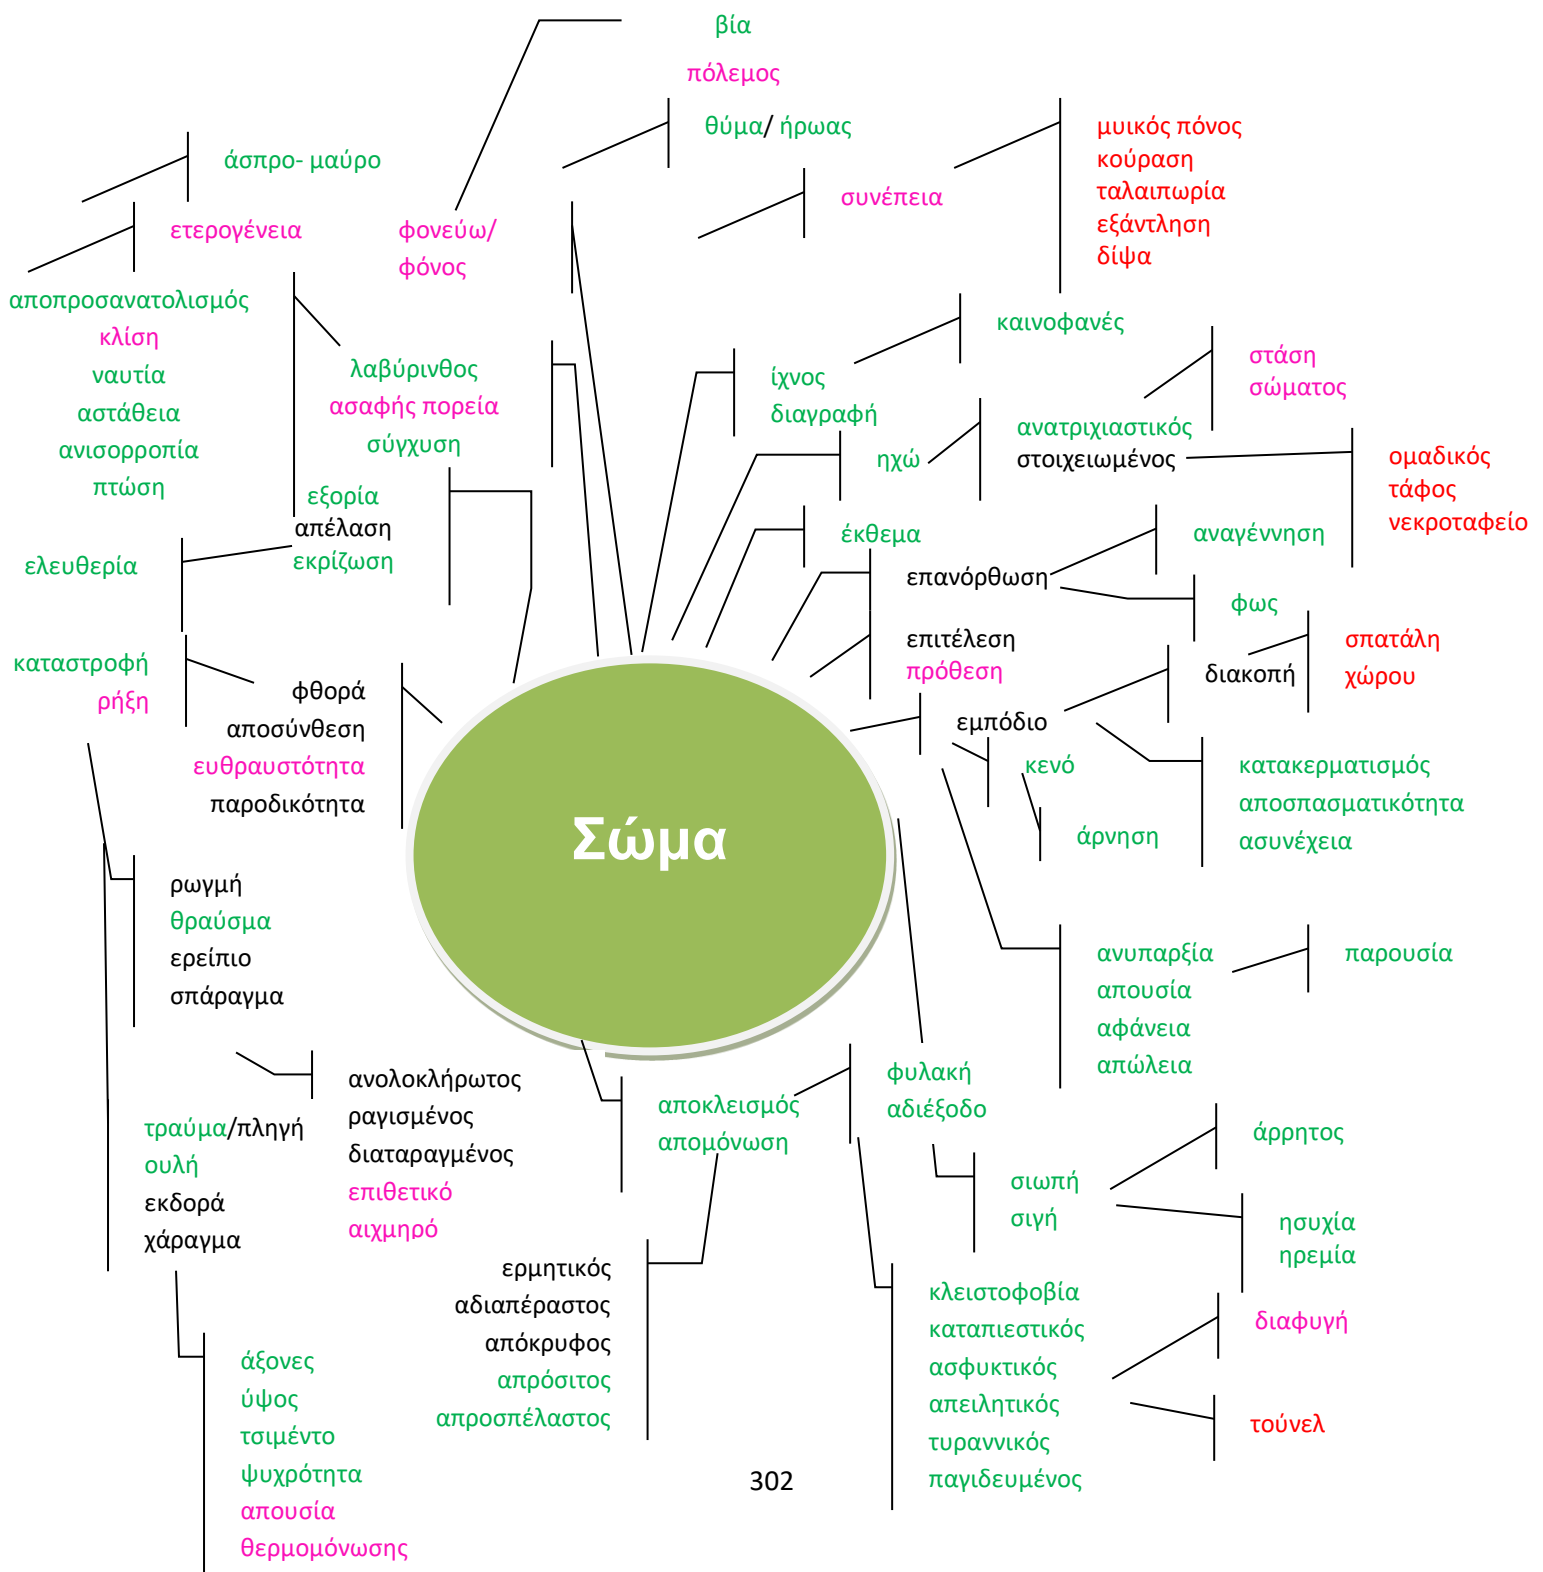 βία
πόλεμος
θύμα/ ήρωας
μυικός πόνος
κούραση
ταλαιπωρία
εξάντληση
δίψα
άσπρο- μαύρο
συνέπεια
ετερογένεια
φονεύω/
φόνος
αποπροσανατολισμός
κλίση
ναυτία
αστάθεια
ανισορροπία
πτώση
λαβύρινθος
ασαφής πορεία
σύγχυση
ίχνος
διαγραφή
καινοφανές
στάση
σώματος
ηχώ
ανατριχιαστικός
στοιχειωμένος
ομαδικός
τάφος
νεκροταφείο
εξορία
απέλαση
εκρίζωση
ελευθερία
έκθεμα
επανόρθωση
αναγέννηση
φως
επιτέλεση
πρόθεση
διακοπή
σπατάλη
χώρου
καταστροφή
ρήξη
φθορά
αποσύνθεση
ευθραυστότητα
παροδικότητα
εμπόδιο
κενό
άρνηση
κατακερματισμός
αποσπασματικότητα
ασυνέχεια
Σώμα
ρωγμή
θραύσμα
ερείπιο
σπάραγμα
ανυπαρξία
απουσία
αφάνεια
απώλεια
παρουσία
ανολοκλήρωτος
ραγισμένος
διαταραγμένος
επιθετικό
αιχμηρό
αποκλεισμός
απομόνωση
φυλακή
αδιέξοδο
τραύμα/πληγή
ουλή
εκδορά
χάραγμα
άρρητος
σιωπή
σιγή
ησυχία
ηρεμία
ερμητικός
αδιαπέραστος
απόκρυφος
απρόσιτος
απροσπέλαστος
κλειστοφοβία
καταπιεστικός
ασφυκτικός
απειλητικός
τυραννικός
παγιδευμένος
διαφυγή
τούνελ
άξονες
ύψος
τσιμέντο
ψυχρότητα
απουσία
θερμομόνωσης
302